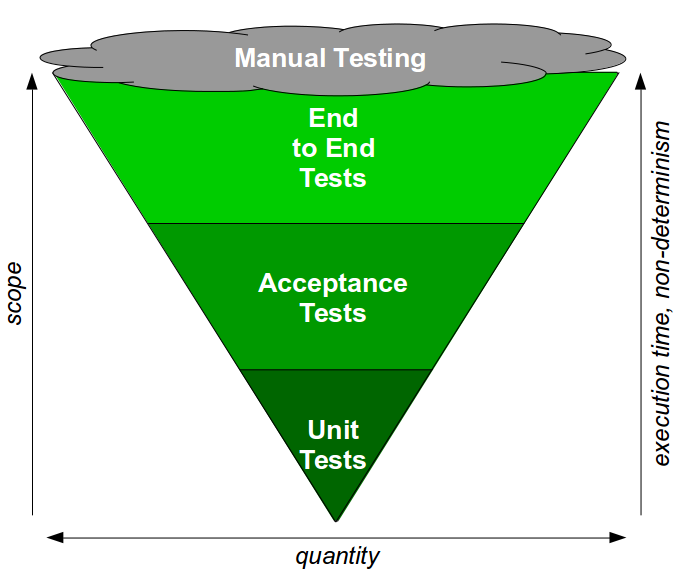 Manual Testing
End
to End
Tests
Acceptance
Tests
Unit
Tests
scope
execution time, non-determinism
quantity